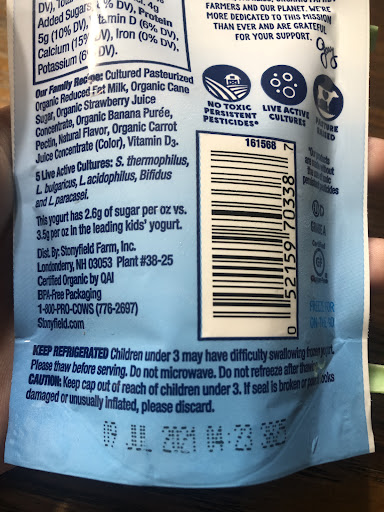 Added Sugars, DV), Protein
5g (10% DV), Vitamin D (6% DV),
Calcium (15% DV), Iron (0% DV),
Potassium (6% DV).
Our Family Recipe: Cultured Pasteurized
Organic Reduced Fat Milk, Organic Cane
Sugar, Organic Strawberry Juice
Concentrate, Organic Banana Purée,
Pectin, Natural Flavor, Organic Carrot
Juice Concentrate (Color), Vitamin D3.
5 Live Active Cultures: S. thermophilus,
L. bulgaricus, L. acidophilus, Bifidus
and L. paracasei.
This yogurt has 2.6g of sugar per oz vs.
3.5g per oz in the leading kids' yogurt.
Dist. By: Stonyfield Farm, Inc.
Londonderry, NH 03053 Plant #38-25
Certified Organic by QAI
BPA-Free Packaging
1-800-PRO-COWS (776-2697)
Stonyfield.com
FARMERS AND OUR PLANET. WE'RE
MORE DEDICATED TO THIS MISSION
THAN EVER AND ARE GRATEFUL
FOR YOUR SUPPORT.
NO TOXIC
PERSISTENT
PESTICIDES*
LIVE ACTIVE
CULTURES
161568
0 52159 70338 7
GRADE A
Certified
KEEP REFRIGERATED Children under 3 may have difficulty swallowing frozen yogurt.
Please thaw before serving. Do not microwave. Do not refreeze after
CAUTION: Keep cap out of reach of children under 3. If seal is broken or
damaged or unusually inflated, please discard.
09 JUL 2021 04:23